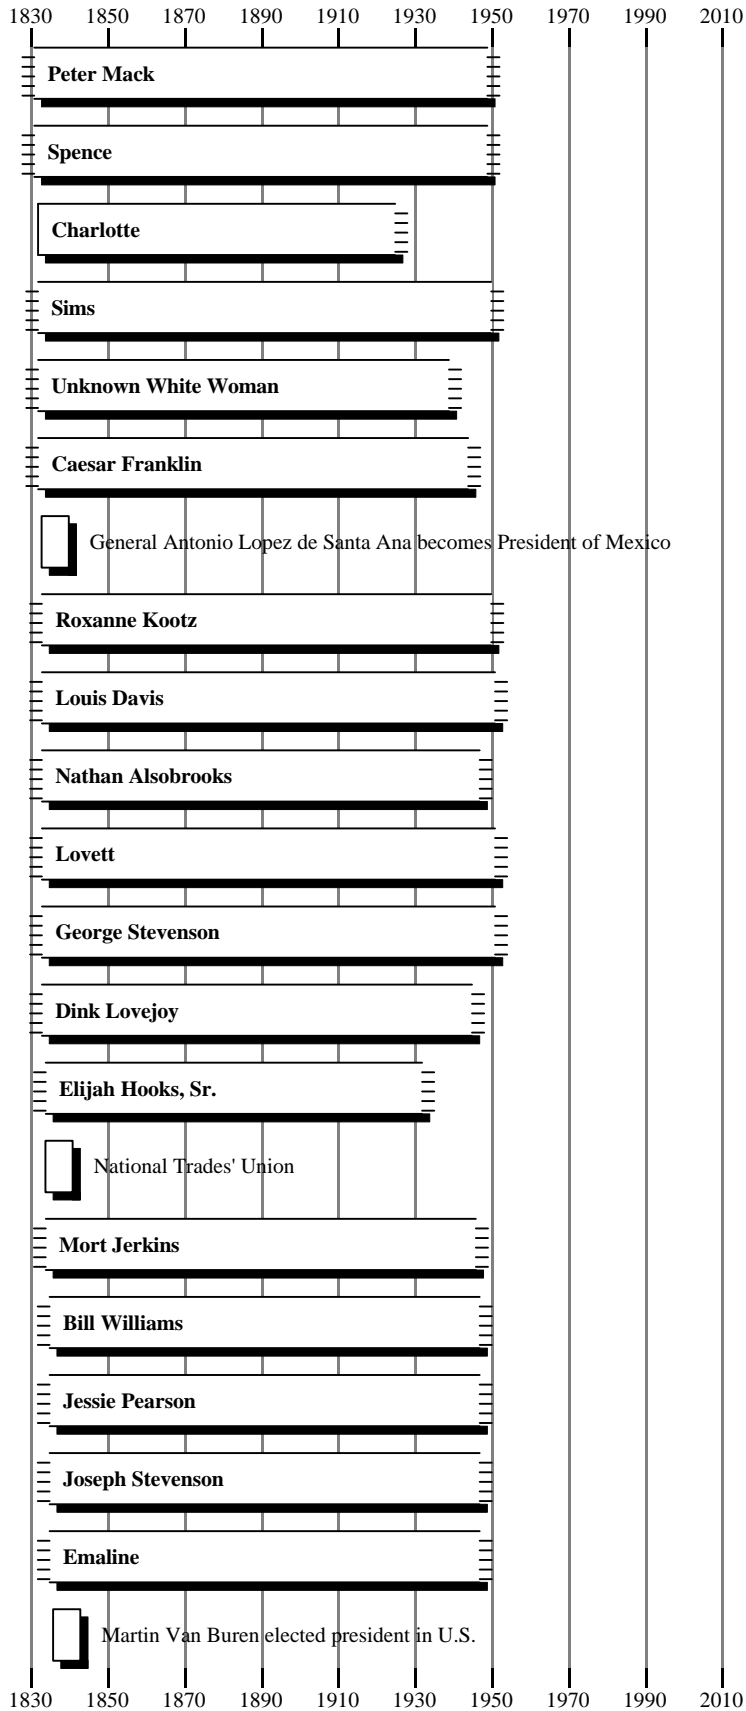 1830 1850 1870 1890 1910 1930 1950 1970 1990 2010
Peter Mack
Spence
Charlotte
Sims
Unknown White Woman
Caesar Franklin
General Antonio Lopez de Santa Ana becomes President of Mexico
Roxanne Kootz
Louis Davis
Nathan Alsobrooks
Lovett
George Stevenson
Dink Lovejoy
Elijah Hooks, Sr.
National Trades' Union
Mort Jerkins
Bill Williams
Jessie Pearson
Joseph Stevenson
Emaline
Martin Van Buren elected president in U.S.
1830 1850 1870 1890 1910 1930 1950 1970 1990 2010